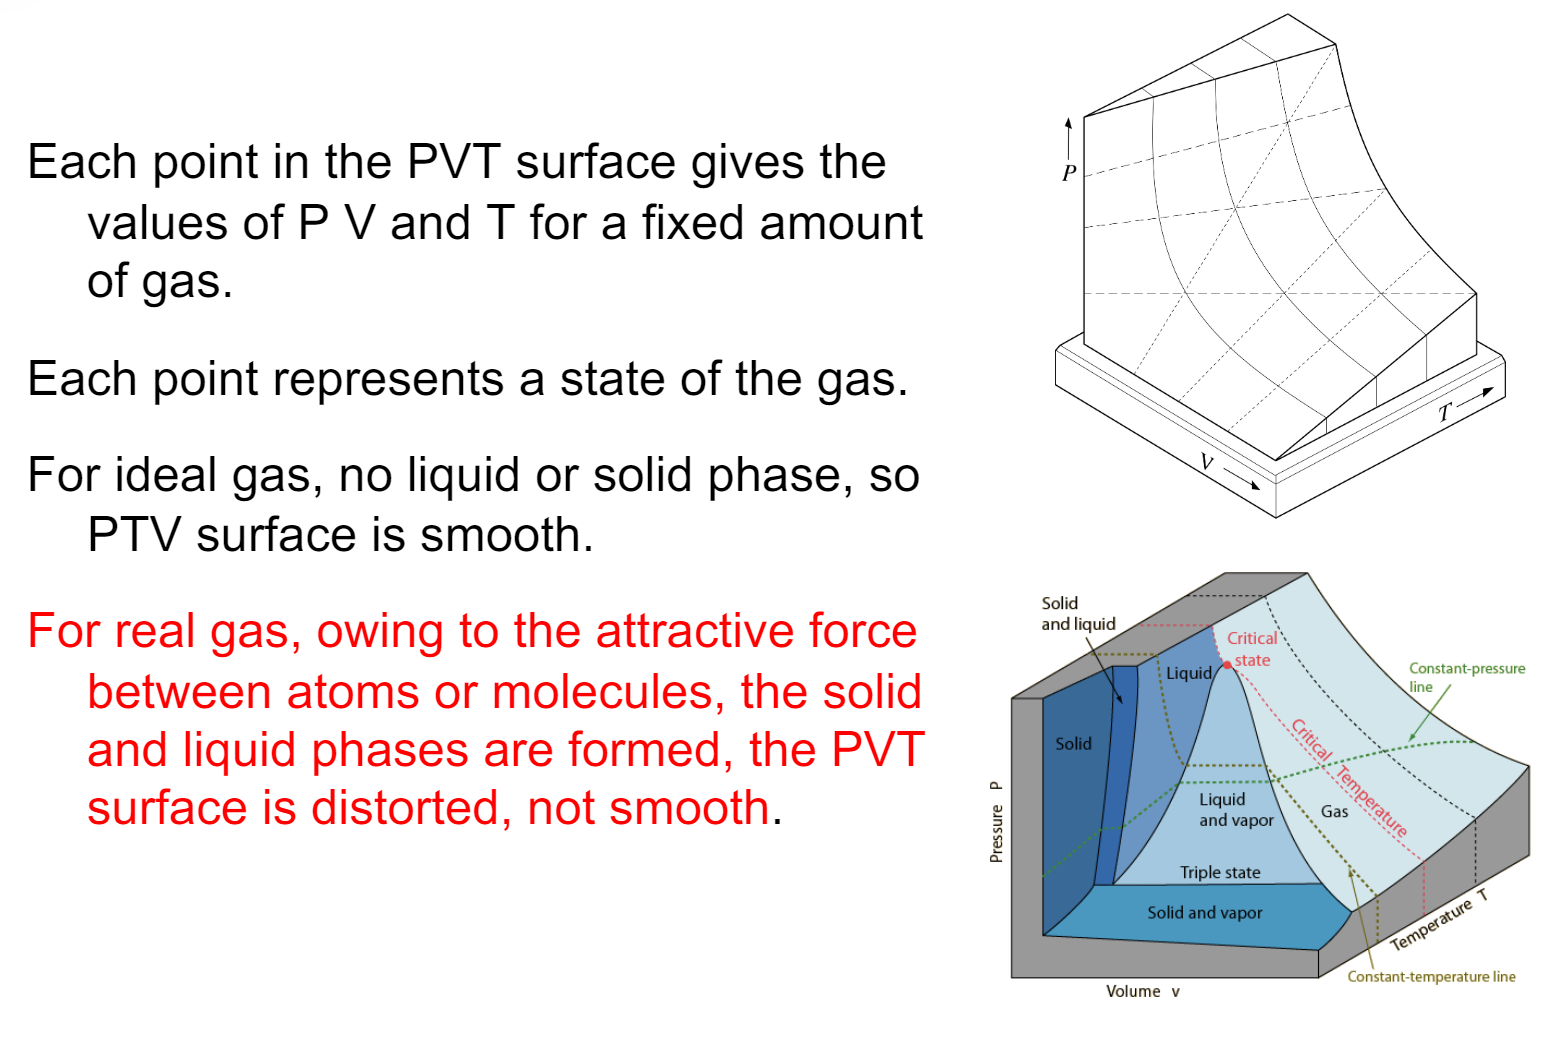 Each point in the PVT surface gives the
values of P V and T for a fixed amount
of gas.
Each point represents a state of the gas.
For ideal gas, no liquid or solid phase, so
PTV surface is smooth.
For real gas, owing to the attractive force
between atoms or molecules, the solid
and liquid phases are formed, the PVT
surface is distorted, not smooth.
P
V
T
Solid
and liquid
Liquid
Critical
state
Constant-pressure
line
Solid
Critical Temperature
Liquid
and vapor
Gas
Pressure P
Triple state
Solid and vapor
Temperature T
Constant-temperature line
Volume v